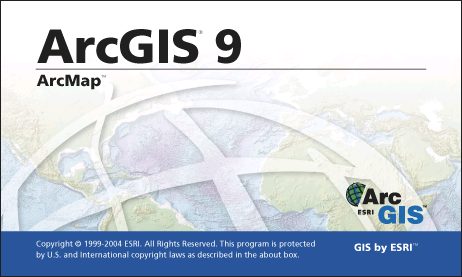 ArcGIS® 9
ArcMap™
Arc
ESRI GIS™
Copyright © 1999-2004 ESRI. All Rights Reserved. This program is protected
by U.S. and International copyright laws as described in the about box.
GIS by ESRI™